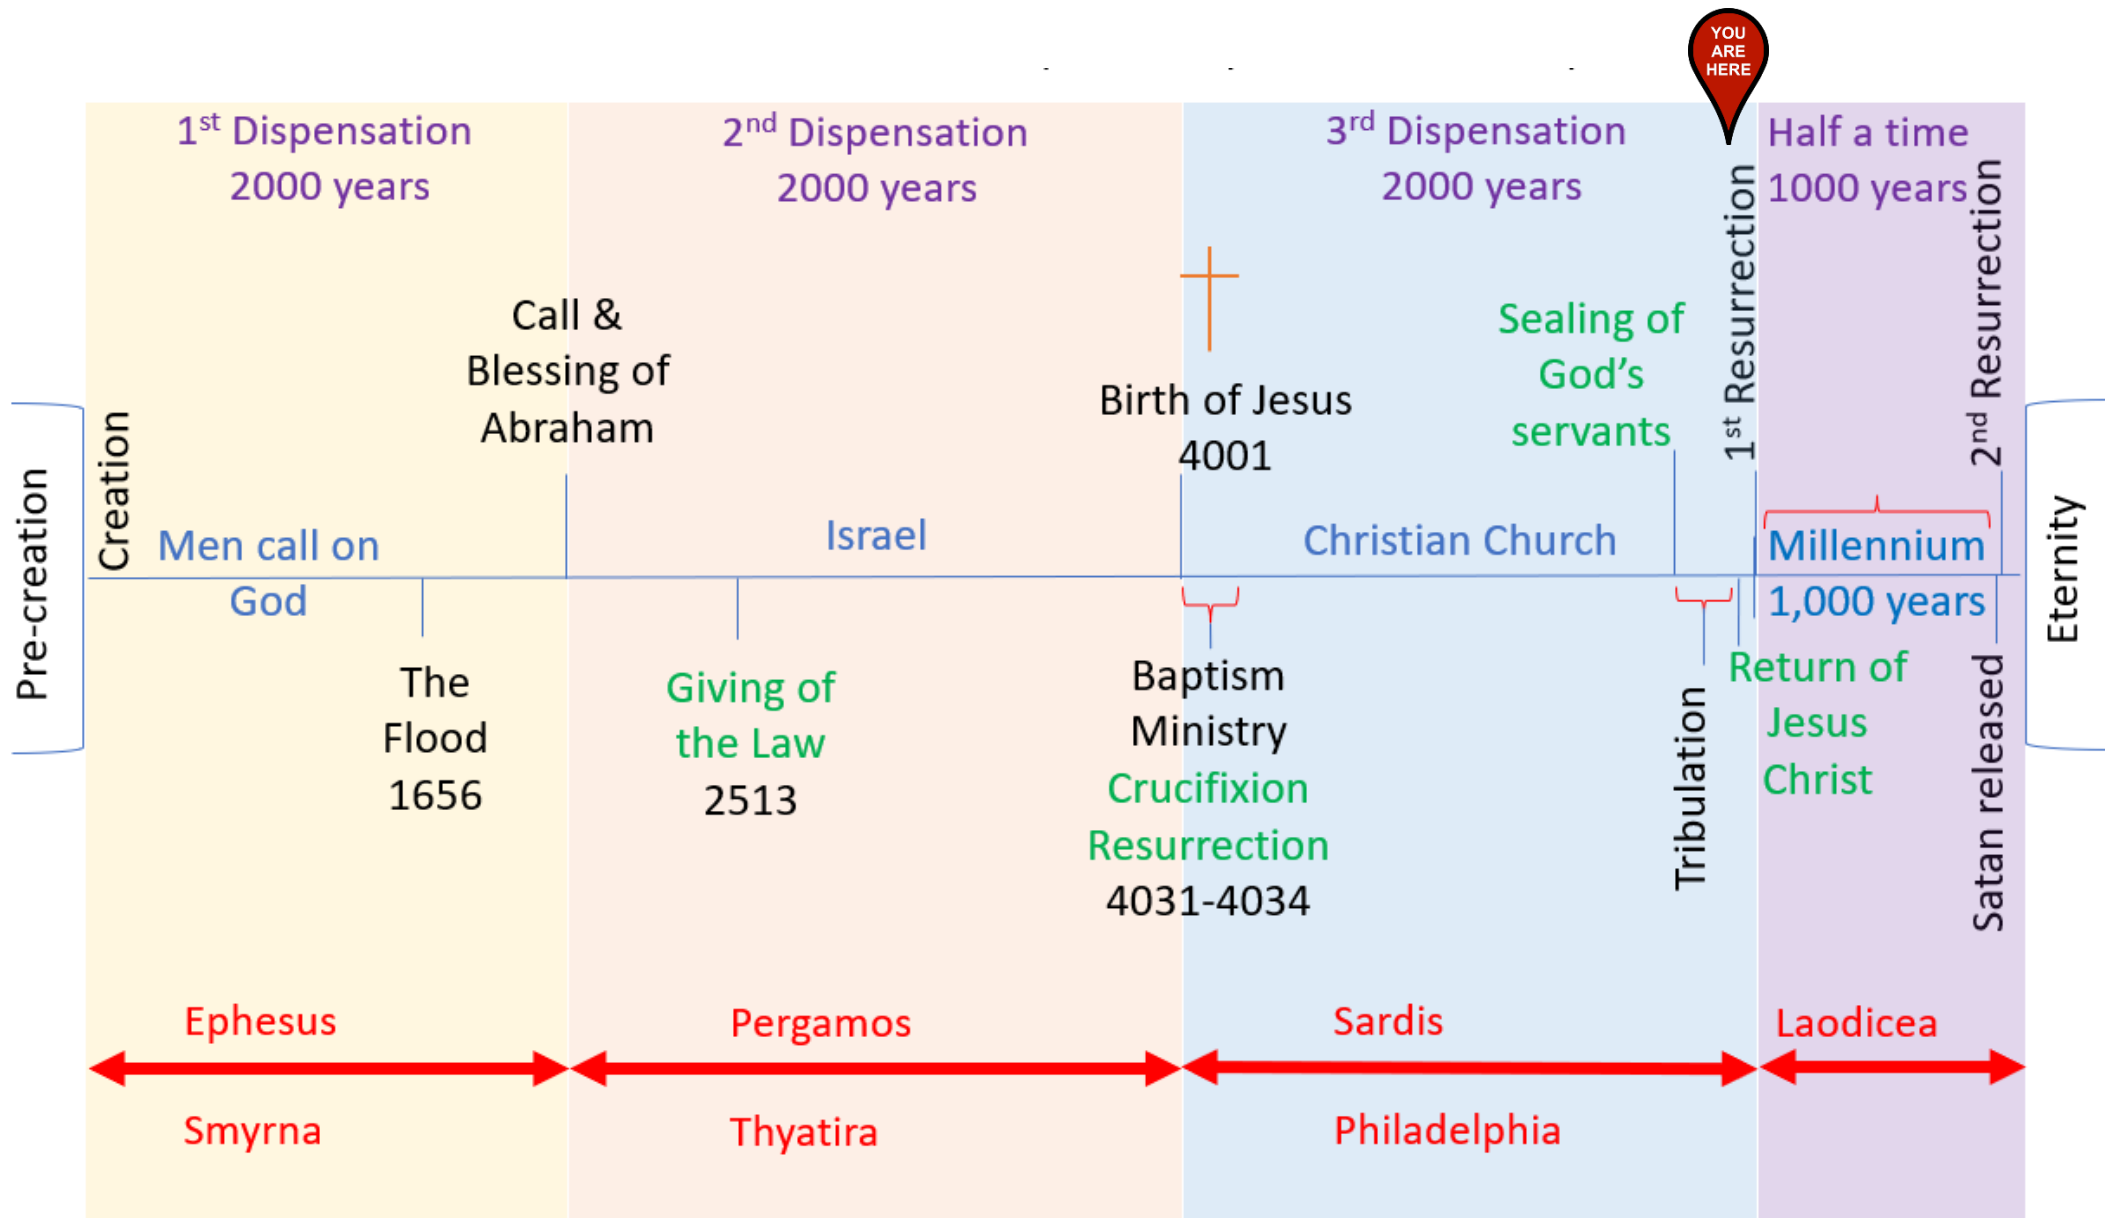 YOU
ARE
HERE
1st Dispensation
2000 years
2nd Dispensation
2000 years
3rd Dispensation
2000 years
Half a time
1000 years
Pre-creation
Creation
Men call on
God
The
Flood
1656
Call &
Blessing of
Abraham
Israel
Giving of
the Law
2513
Birth of Jesus
4001
Baptism
Ministry
Crucifixion
Resurrection
4031-4034
Christian Church
Sealing of
God’s
servants
Tribulation
1st Resurrection
Return of
Jesus
Christ
Millennium
1,000 years
2nd Resurrection
Satan released
Eternity
Ephesus
Smyrna
Pergamos
Thyatira
Sardis
Philadelphia
Laodicea